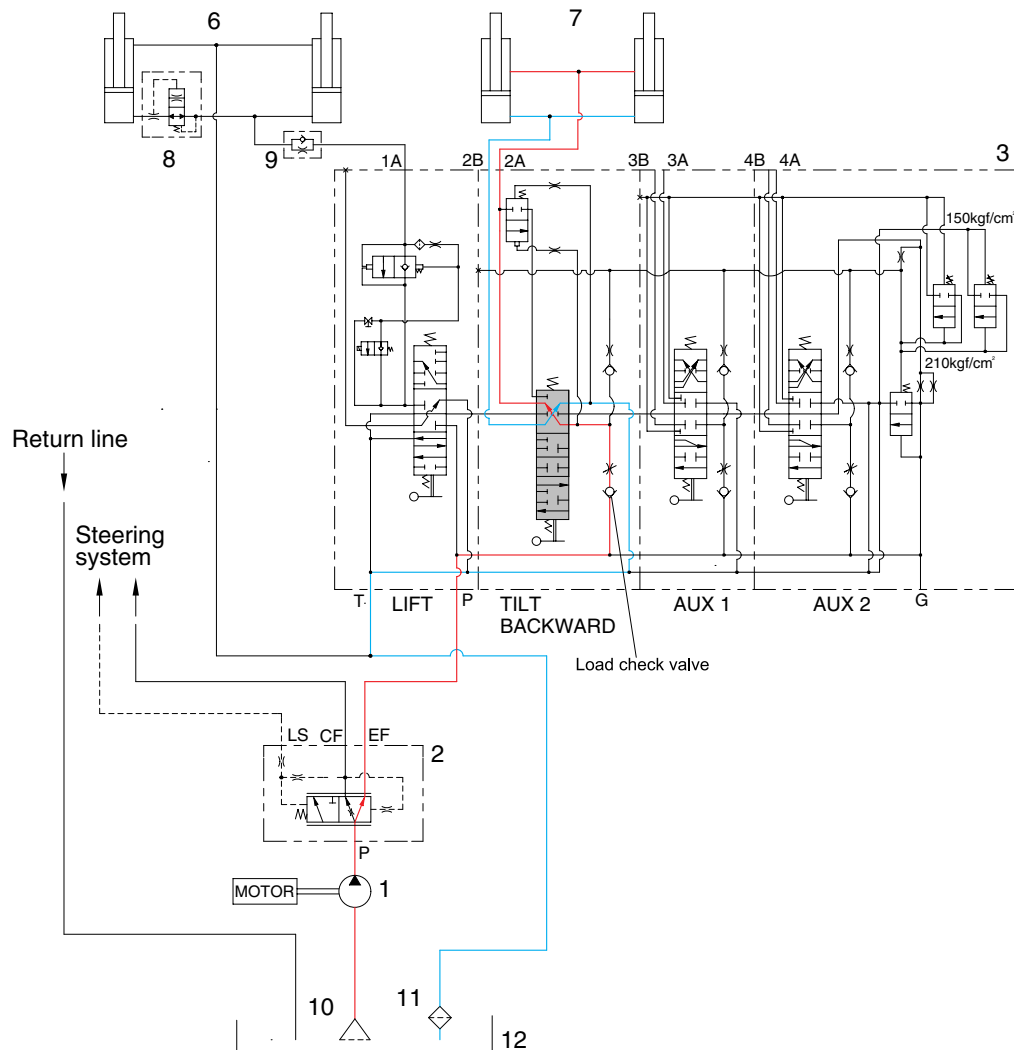 6
7
8
9
1A
2B
2A
3B
3A
4B
4A
3
150kgf/cm²
210kgf/cm²
Return line
Steering
system
T.
LIFT
P
TILT
BACKWARD
AUX 1
AUX 2
G
Load check valve
LS
CF
EF
2
P
MOTOR
1
10
11
12